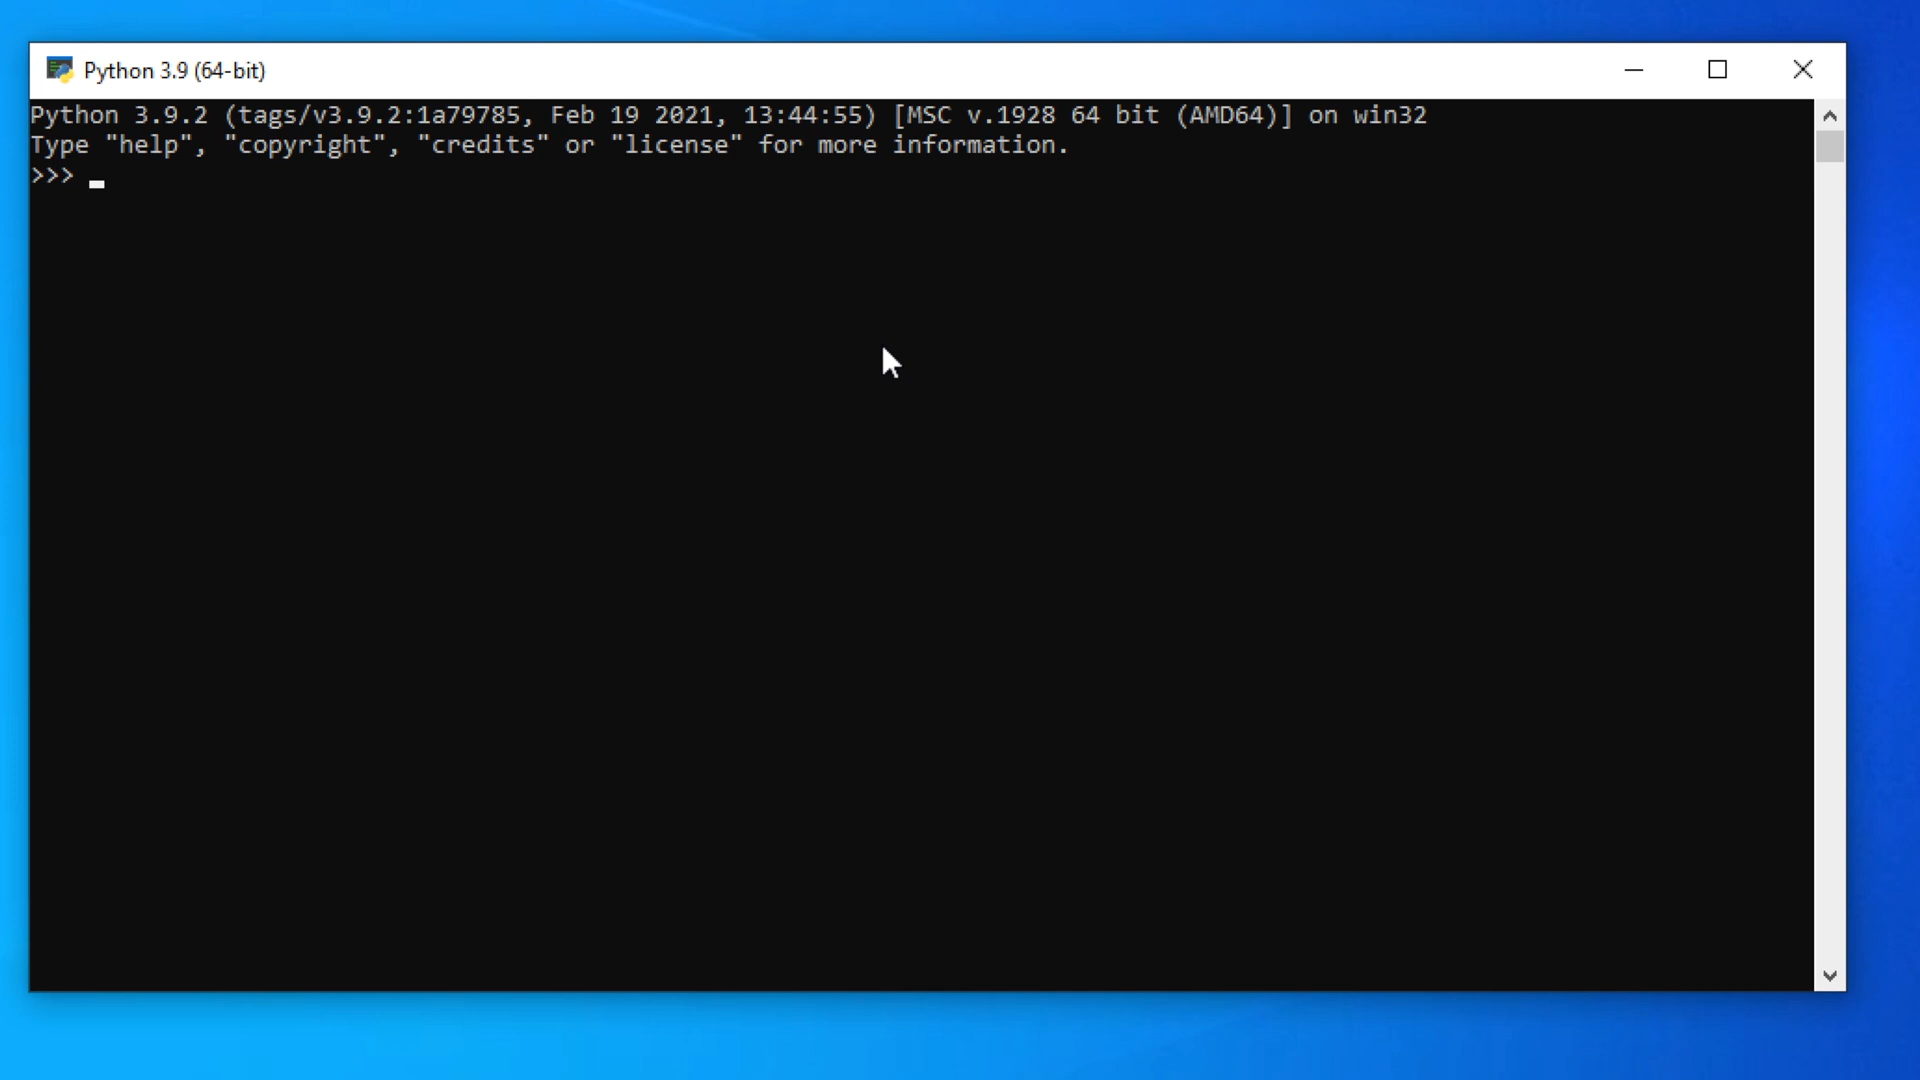 Python 3.9 (64-bit)
Python 3.9.2 (tags/v3.9.2:1a79785, Feb 19 2021, 13:44:55) [MSC v.1928 64 bit (AMD64)] on win32
Type "help", "copyright", "credits" or "license" for more information.
>>>